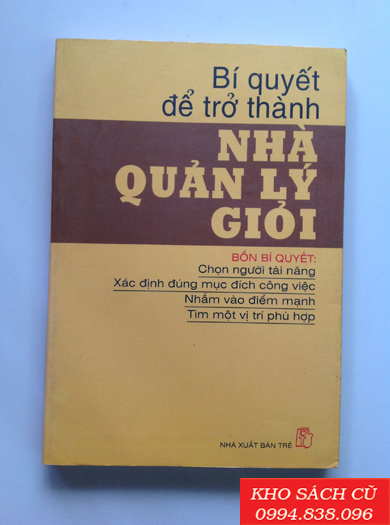 Bí quyết
để trở thành
NHÀ
QUẢN LÝ
GIỎI
BỐN BÍ QUYẾT:
Chọn người tài năng
Xác định đúng mục đích công việc
Nhắm vào điểm mạnh
Tìm một vị trí phù hợp
NHÀ XUẤT BẢN TRẺ
KHO SÁCH CŨ
0994.838.096